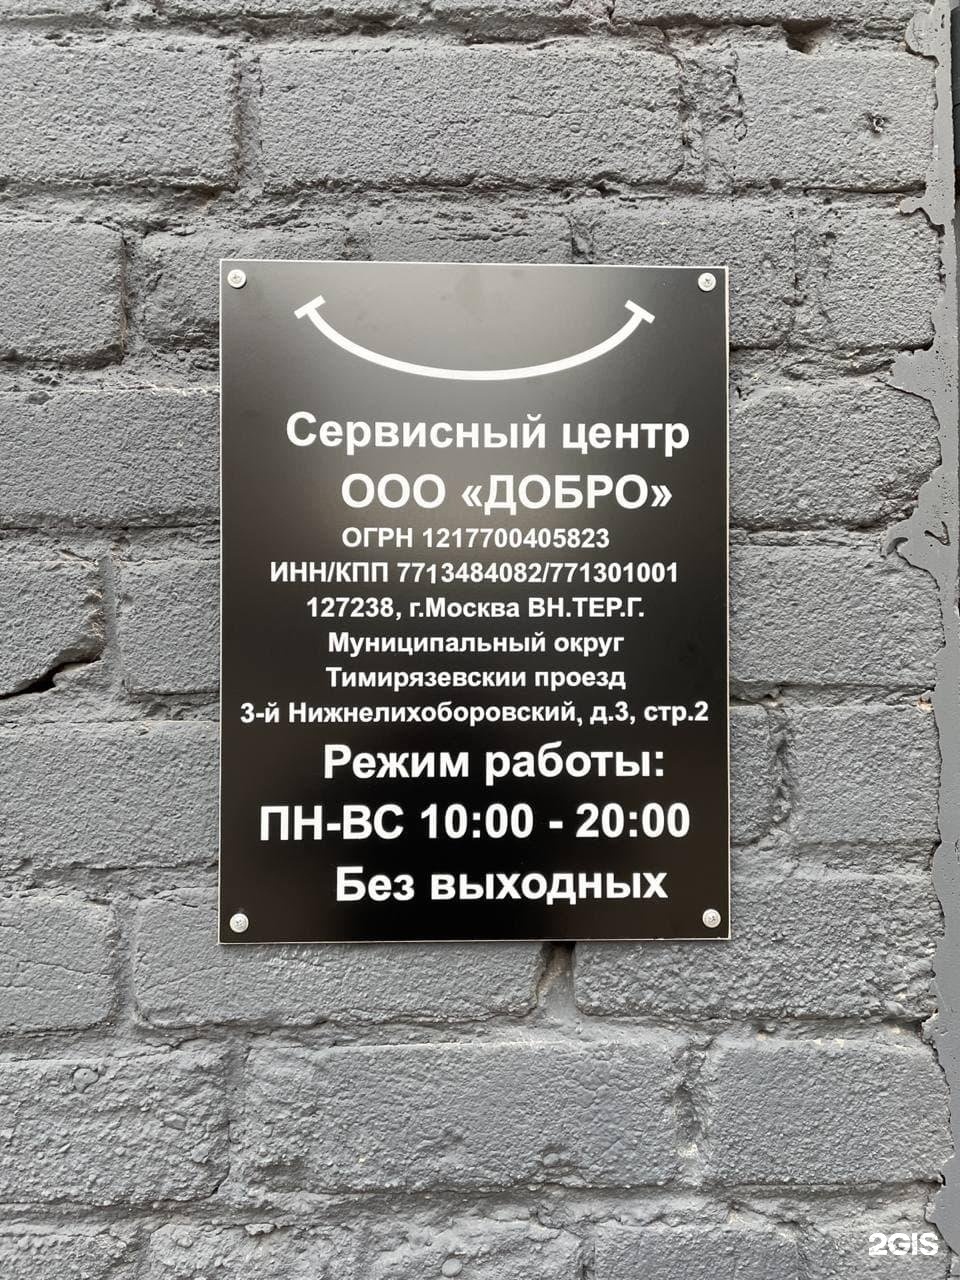 Сервисный центр
ООО «ДОБРО»
ОГРН 1217700405823
ИНН/КПП 7713484082/771301001
127238, г.Москва ВН.ТЕР.Г.
Муниципальный округ
Тимирязевскии проезд
3-й Нижнелихоборовский, д.3, стр.2
Режим работы:
ПН-ВС 10:00 - 20:00
Без выходных
2GIS